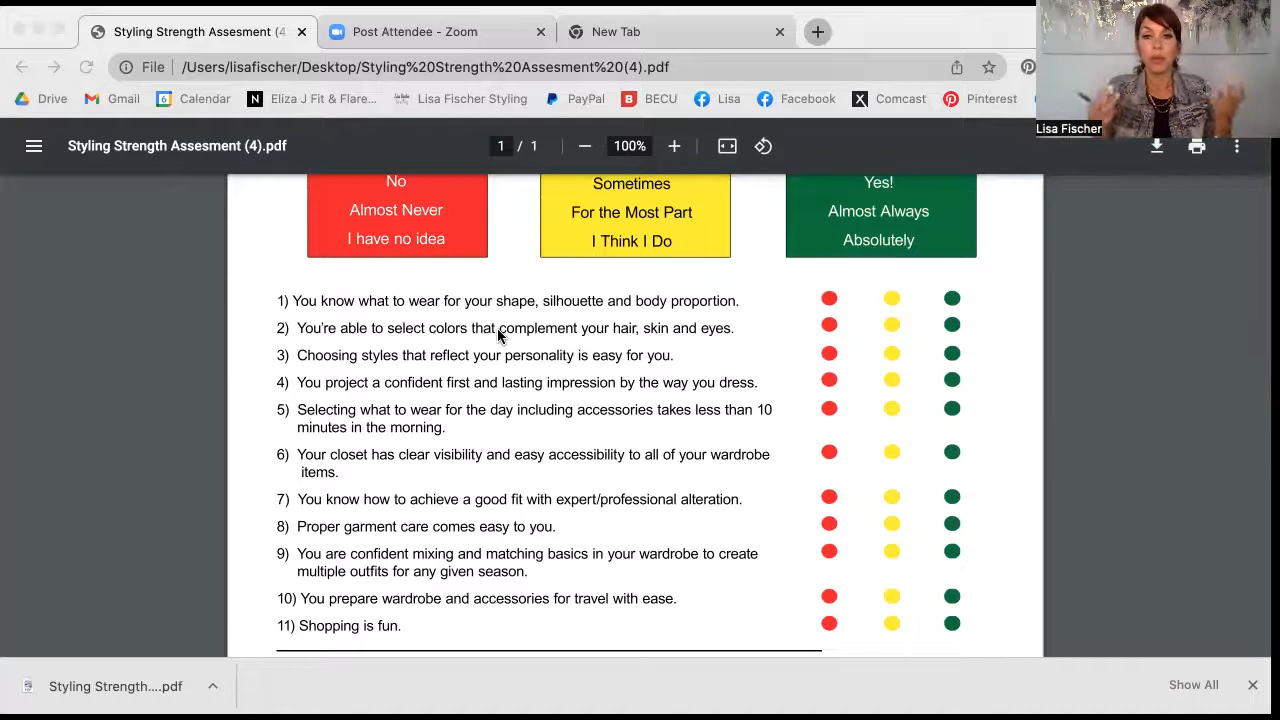 Styling Strength Assesment (4
Post Attendee - Zoom
New Tab
File
/Users/lisafischer/Desktop/Styling%20Strength%20Assesment%20(4).pdf
Drive
Gmail
6
Calendar
N
Eliza J Fit & Flare...
Lisa Fischer Styling
PayPal
B
BECU
Lisa
Facebook
X
Comcast
Pinterest
Lisa Fischer
Styling Strength Assesment (4).pdf
1 / 1
100%
No
Almost Never
I have no idea
Sometimes
For the Most Part
I Think I Do
Yes!
Almost Always
Absolutely
1) You know what to wear for your shape, silhouette and body proportion.
2) You're able to select colors that complement your hair, skin and eyes.
3) Choosing styles that reflect your personality is easy for you.
4) You project a confident first and lasting impression by the way you dress.
5) Selecting what to wear for the day including accessories takes less than 10
minutes in the morning.
6) Your closet has clear visibility and easy accessibility to all of your wardrobe
items.
7) You know how to achieve a good fit with expert/professional alteration.
8) Proper garment care comes easy to you.
9) You are confident mixing and matching basics in your wardrobe to create
multiple outfits for any given season.
10) You prepare wardrobe and accessories for travel with ease.
11) Shopping is fun.
Styling Strength....pdf
Show All